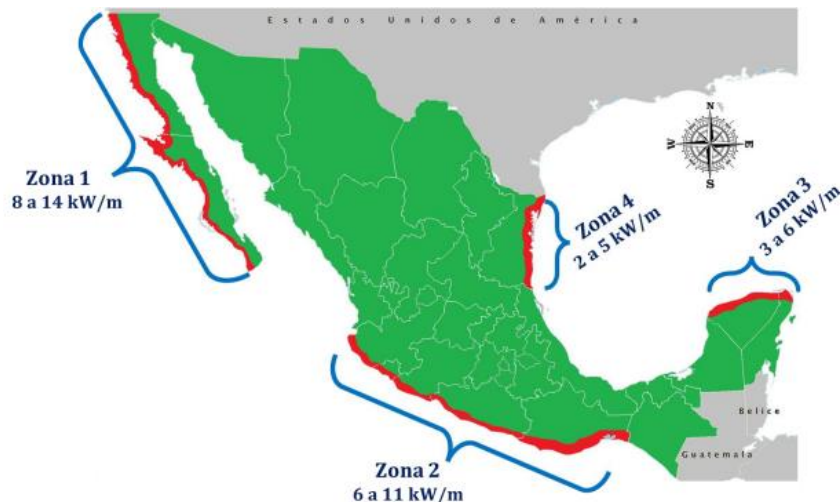 Estados Unidos de América
N
W
E
S
Zona 1
8 a 14 kW/m
Zona 4
2 a 5 kW/m
Zona 3
3 a 6 kW/m
Belice
Guatemala
Zona 2
6 a 11 kW/m